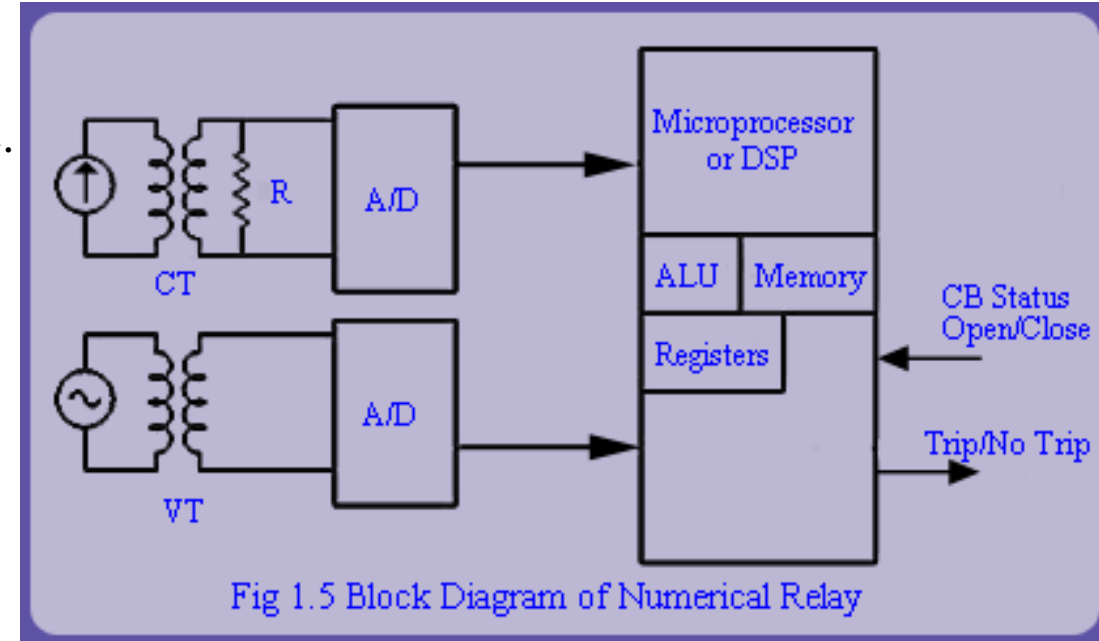 Microprocessor
or DSP
R
A/D
CT
ALU
Memory
CB Status
Open/Close
Registers
A/D
Trip/No Trip
VT
Fig 1.5 Block Diagram of Numerical Relay